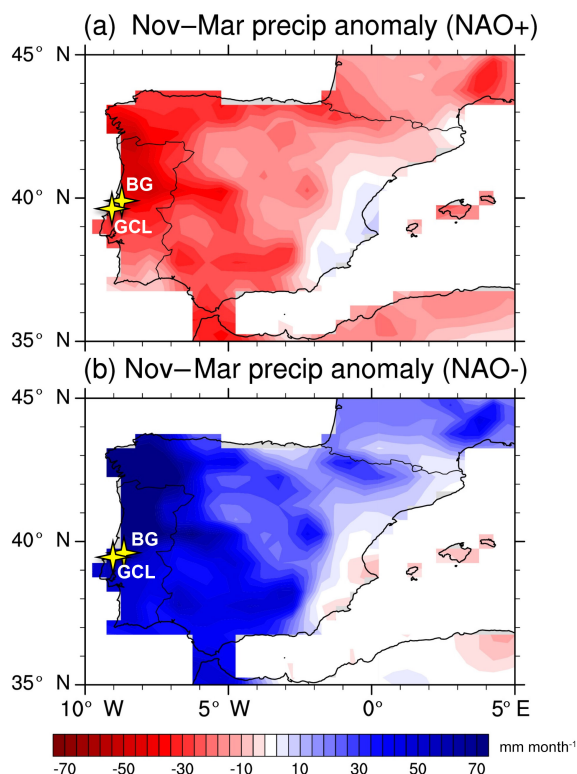 (a) Nov–Mar precip anomaly (NAO+)
45° N
40° N
35° N
BG
GCL
(b) Nov–Mar precip anomaly (NAO-)
45° N
40° N
35° N
BG
GCL
10° W 5° W 0° 5° E
-70 -50 -30 -10 10 30 50 70 mm month⁻¹